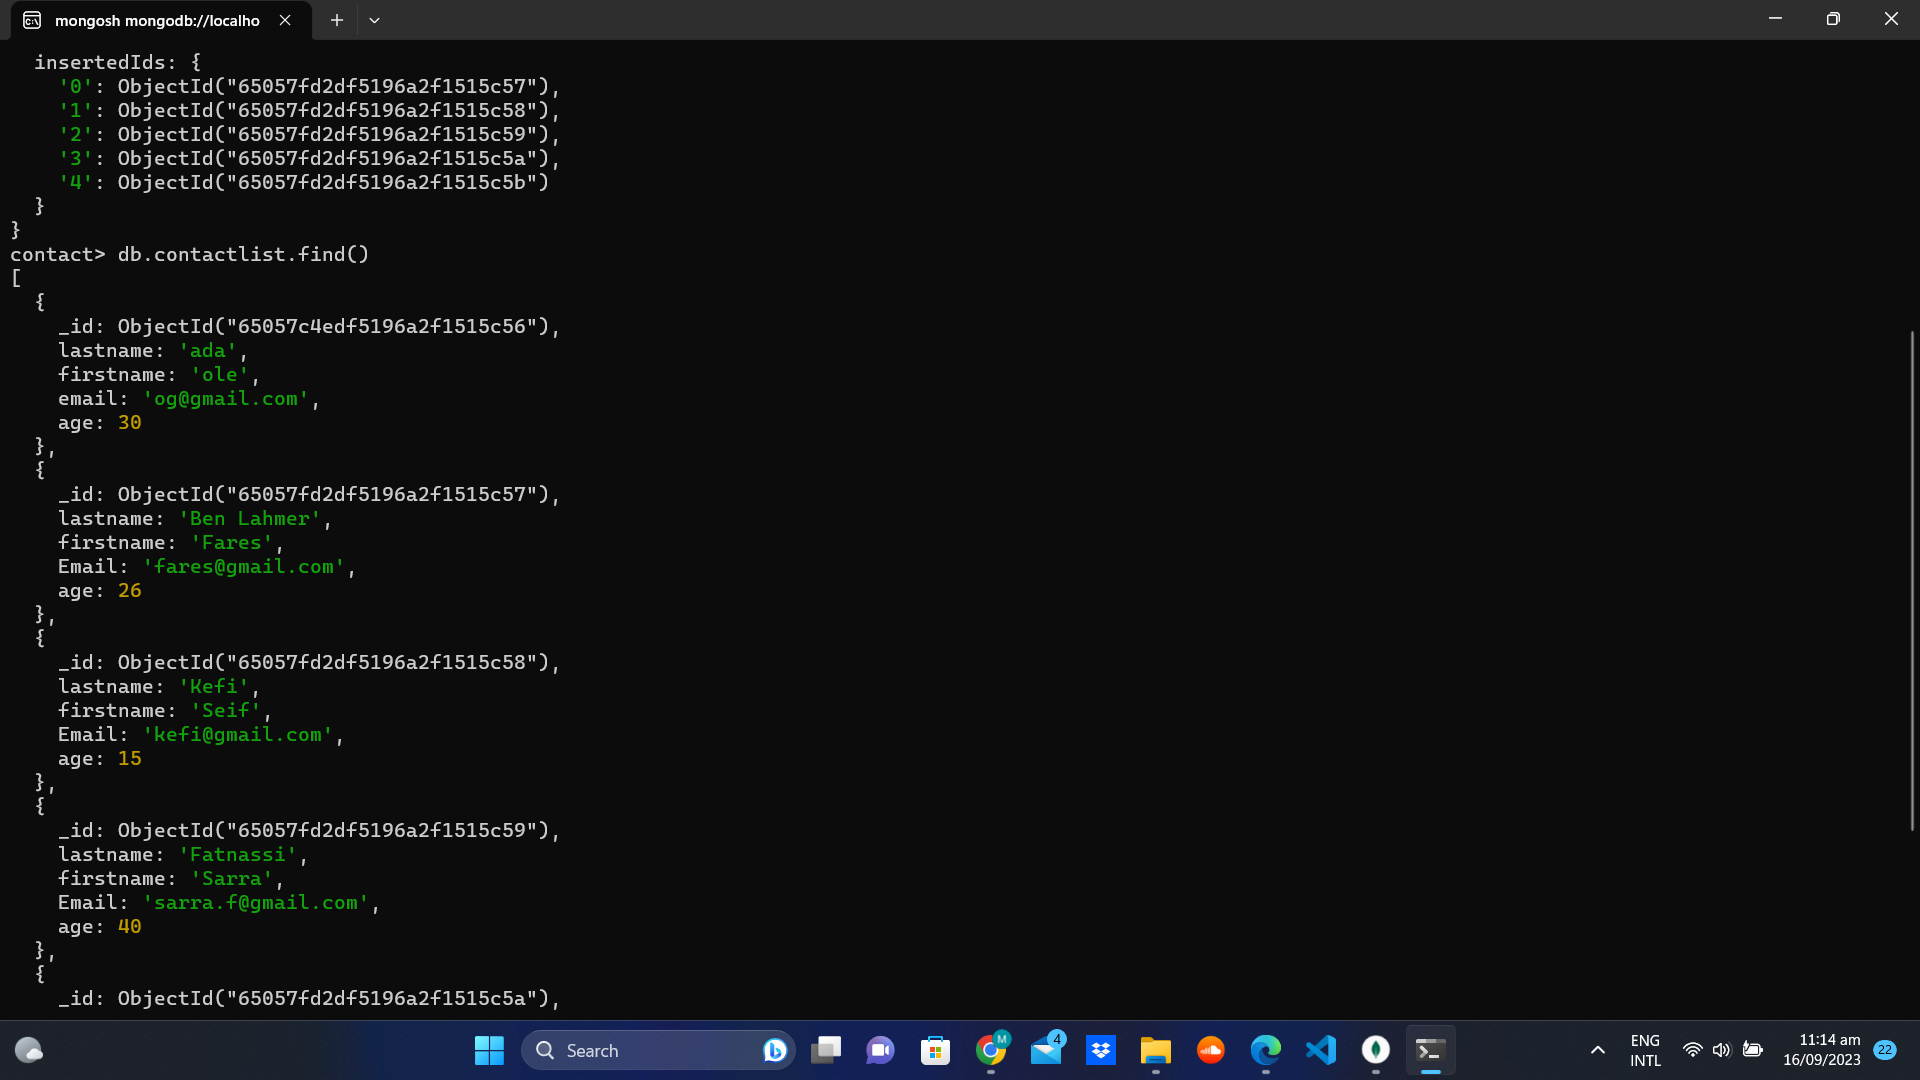 mongosh mongodb://localho
  insertedIds: {
    '0': ObjectId("65057fd2df5196a2f1515c57"),
    '1': ObjectId("65057fd2df5196a2f1515c58"),
    '2': ObjectId("65057fd2df5196a2f1515c59"),
    '3': ObjectId("65057fd2df5196a2f1515c5a"),
    '4': ObjectId("65057fd2df5196a2f1515c5b")
  }
}
contact> db.contactlist.find()
[
  {
    _id: ObjectId("65057c4edf5196a2f1515c56"),
    lastname: 'ada',
    firstname: 'ole',
    email: 'og@gmail.com',
    age: 30
  },
  {
    _id: ObjectId("65057fd2df5196a2f1515c57"),
    lastname: 'Ben Lahmer',
    firstname: 'Fares',
    Email: 'fares@gmail.com',
    age: 26
  },
  {
    _id: ObjectId("65057fd2df5196a2f1515c58"),
    lastname: 'Kefi',
    firstname: 'Seif',
    Email: 'kefi@gmail.com',
    age: 15
  },
  {
    _id: ObjectId("65057fd2df5196a2f1515c59"),
    lastname: 'Fatnassi',
    firstname: 'Sarra',
    Email: 'sarra.f@gmail.com',
    age: 40
  },
  {
    _id: ObjectId("65057fd2df5196a2f1515c5a"),
Search
M
4
ENG
INTL
11:14 am
16/09/2023
22